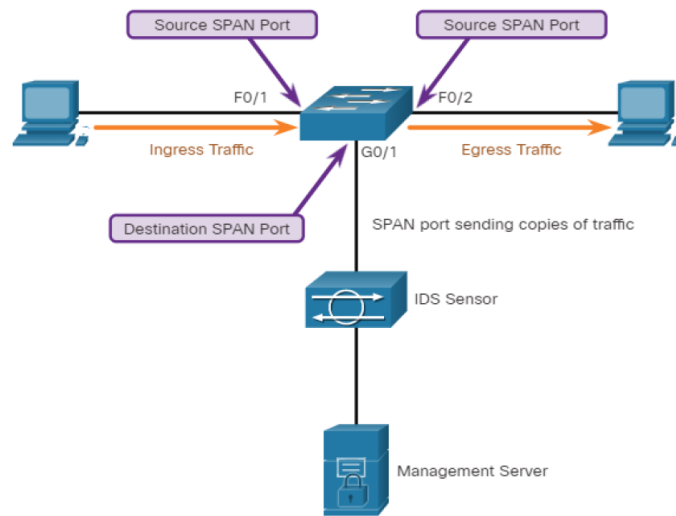 Source SPAN Port
Source SPAN Port
F0/1
F0/2
Ingress Traffic
Egress Traffic
G0/1
Destination SPAN Port
SPAN port sending copies of traffic
IDS Sensor
Management Server